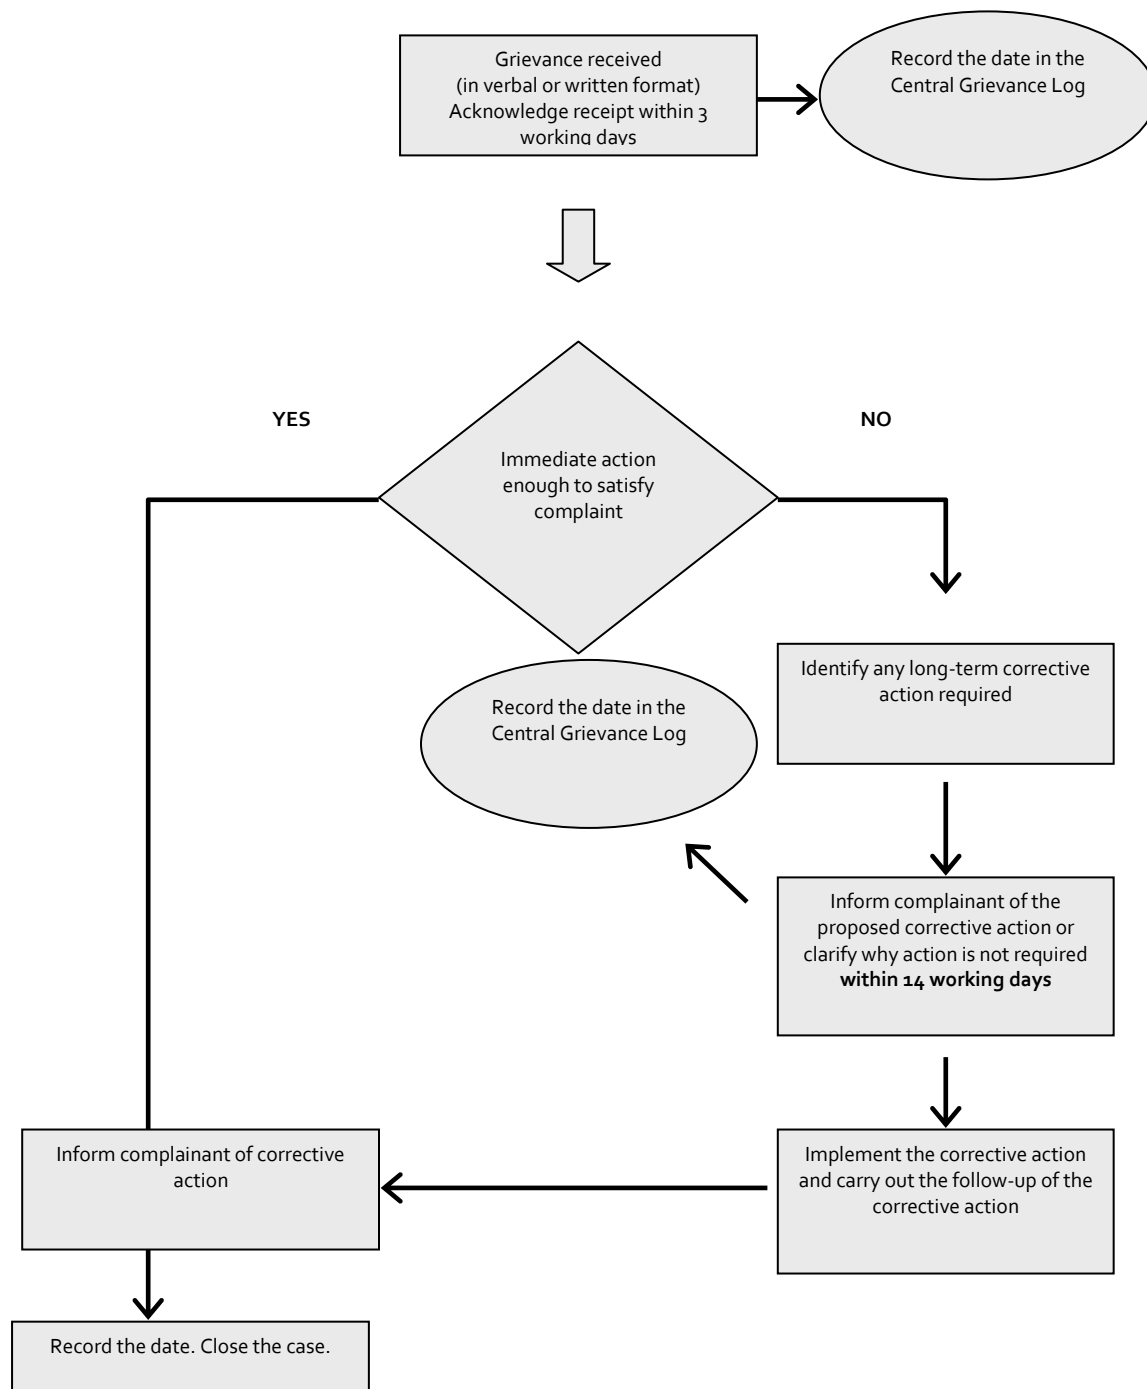 Grievance received
(in verbal or written format)
Acknowledge receipt within 3
working days
Record the date in the
Central Grievance Log
YES
NO
Immediate action
enough to satisfy
complaint
Identify any long-term corrective
action required
Record the date in the
Central Grievance Log
Inform complainant of the
proposed corrective action or
clarify why action is not required
within 14 working days
Inform complainant of corrective
action
Implement the corrective action
and carry out the follow-up of the
corrective action
Record the date. Close the case.